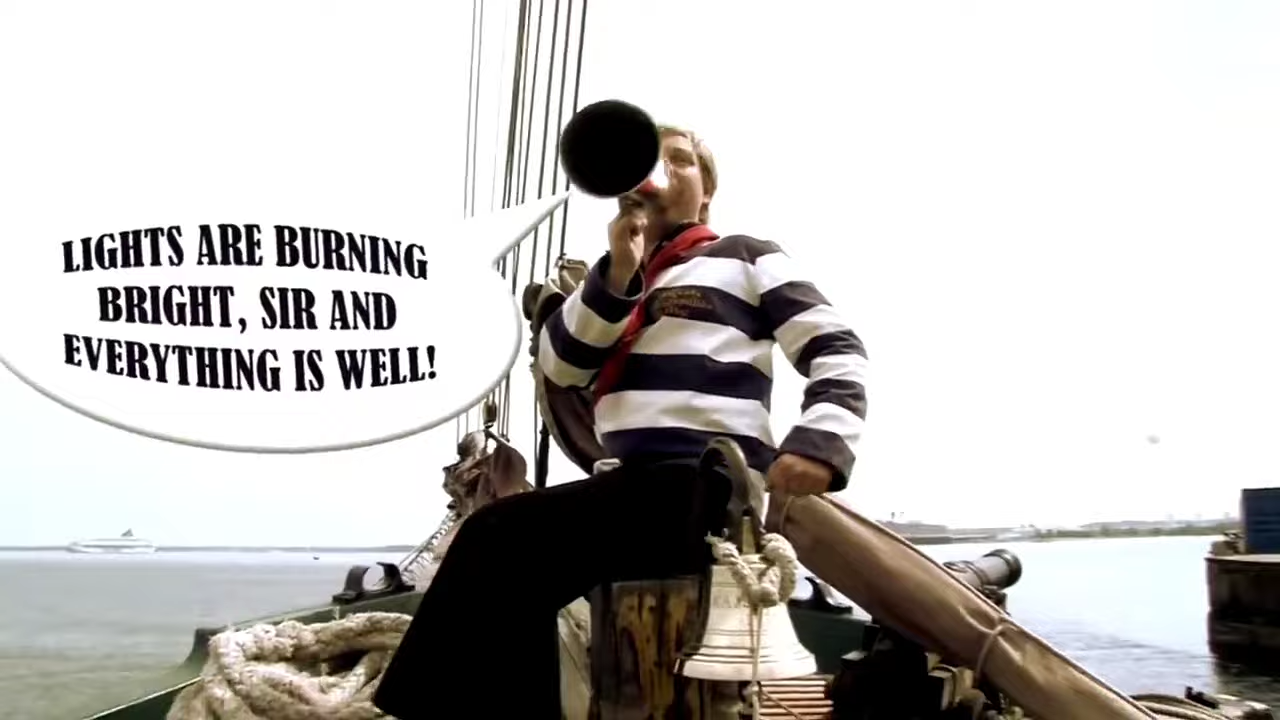 LIGHTS ARE BURNING
BRIGHT, SIR AND
EVERYTHING IS WELL!